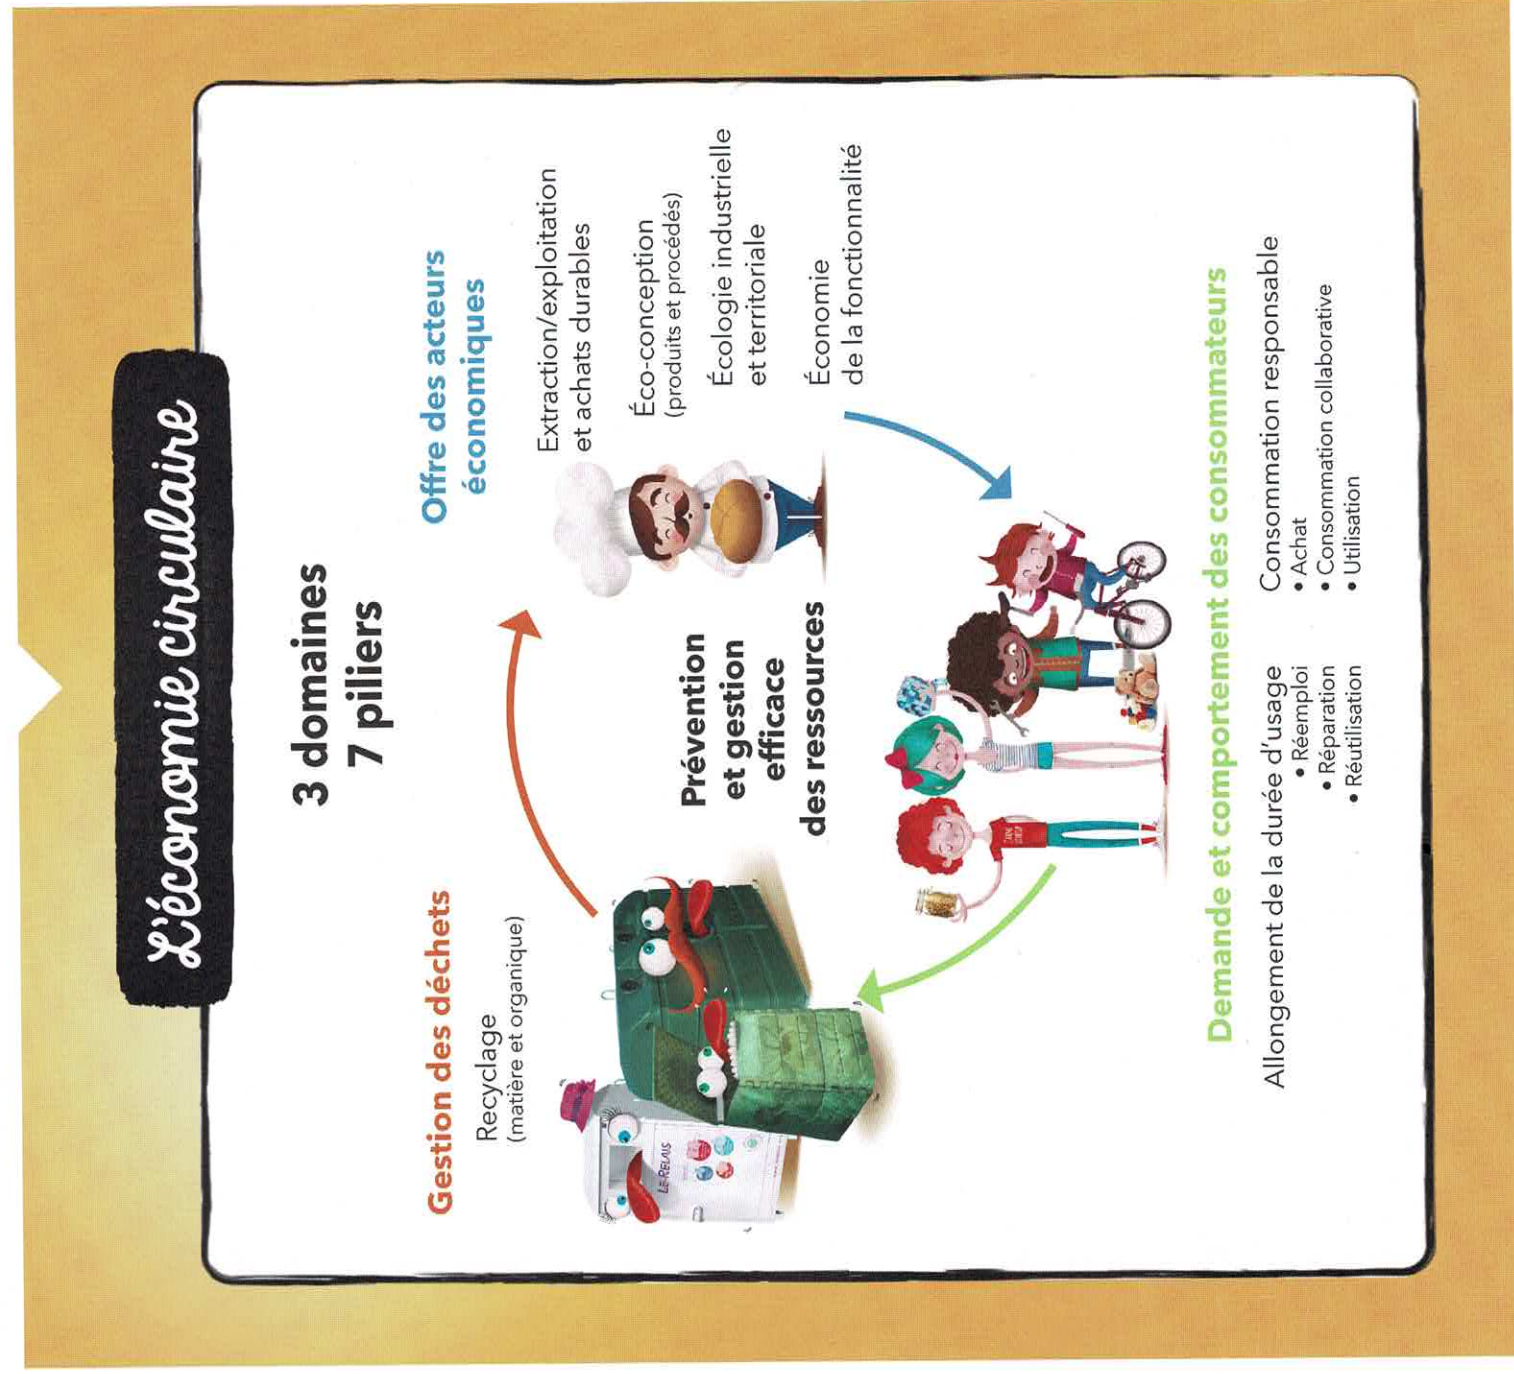 L'économie circulaire
3 domaines
7 piliers
Offre des acteurs
économiques
Extraction/exploitation
et achats durables
Éco-conception
(produits et procédés)
Écologie industrielle
et territoriale
Économie
de la fonctionnalité
Gestion des déchets
Recyclage
(matière et organique)
LE RELAIS
Prévention
et gestion
efficace
des ressources
Demande et comportement des consommateurs
Allongement de la durée d'usage
• Réemploi
• Réparation
• Réutilisation
Consommation responsable
• Achat
• Consommation collaborative
• Utilisation